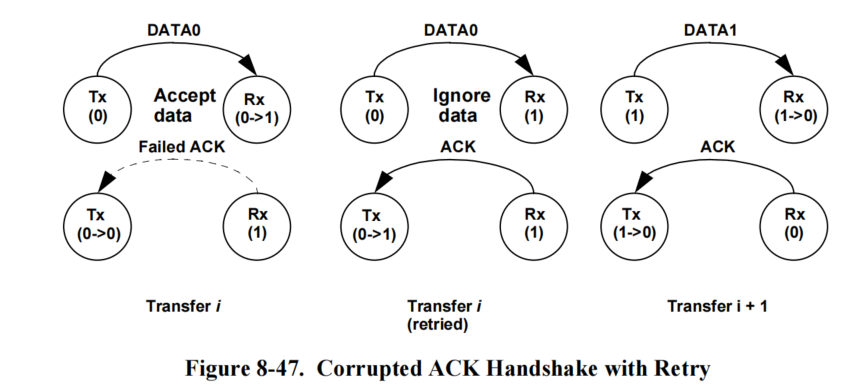 DATA0
Tx
(0)
Accept
data
Rx
(0->1)
Failed ACK
Tx
(0->0)
Rx
(1)
Transfer i
DATA0
Tx
(0)
Ignore
data
Rx
(1)
ACK
Tx
(0->1)
Rx
(1)
Transfer i
(retried)
DATA1
Tx
(1)
Rx
(1->0)
ACK
Tx
(1->0)
Rx
(0)
Transfer i + 1
Figure 8-47. Corrupted ACK Handshake with Retry